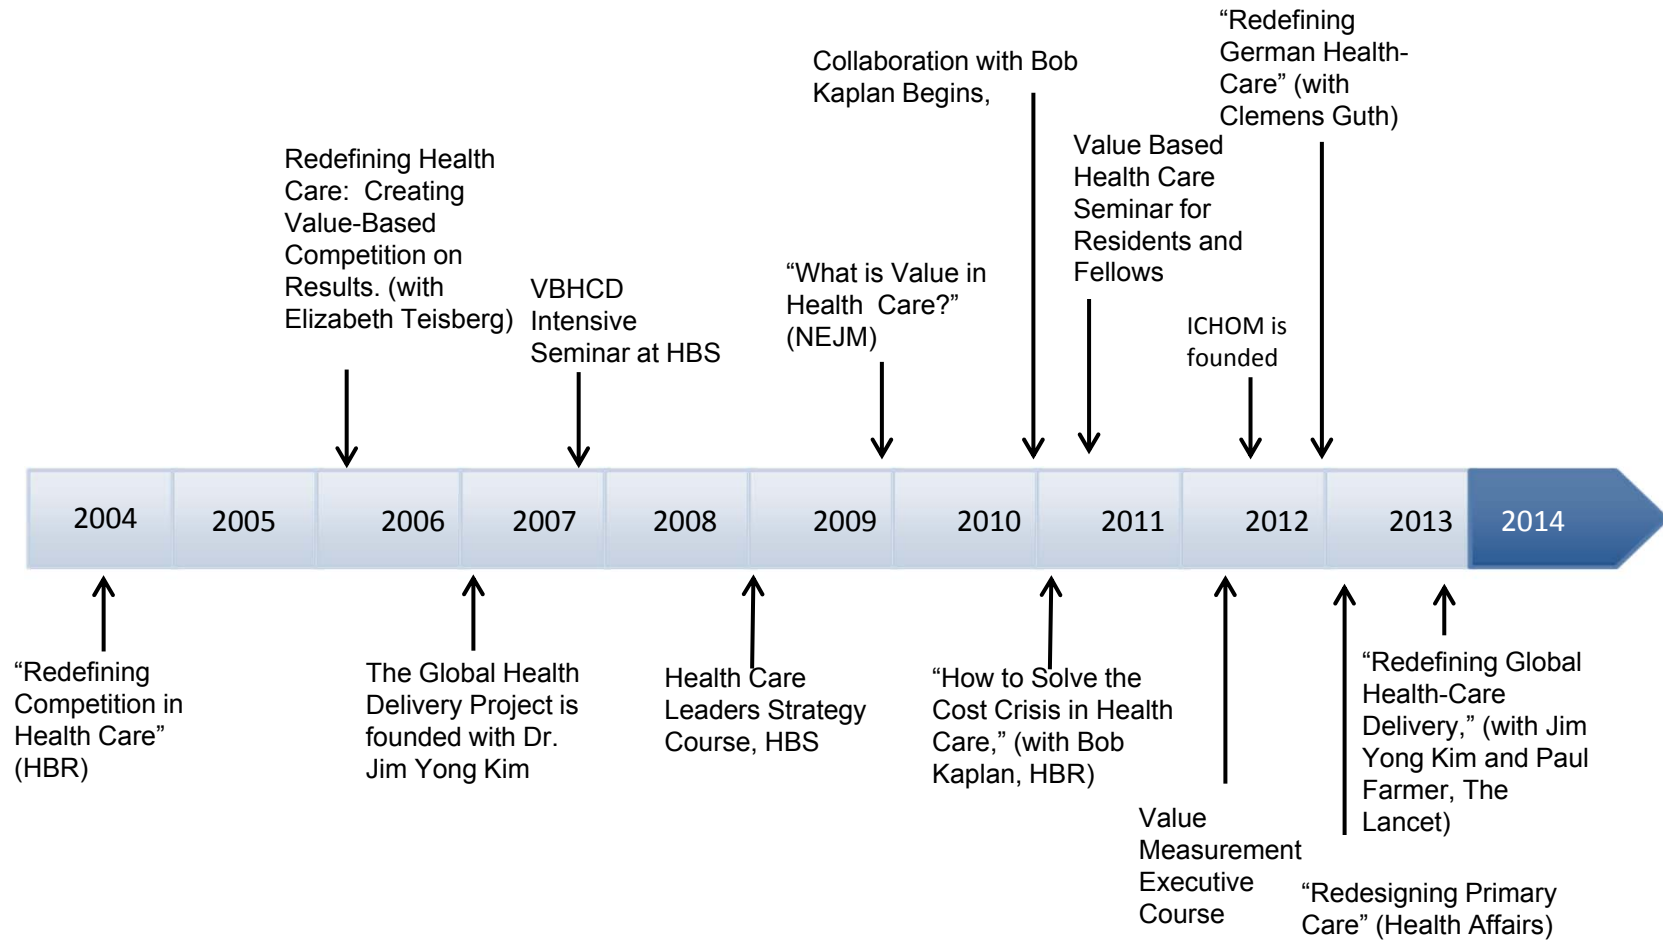 “Redefining
German Health-
Care” (with
Clemens Guth)
Collaboration with Bob
Kaplan Begins,
Value Based
Health Care
Seminar for
Residents and
Fellows
Redefining Health
Care:  Creating
Value-Based
Competition on
Results. (with
Elizabeth Teisberg)
VBHCD
Intensive
Seminar at HBS
“What is Value in
Health  Care?”
(NEJM)
ICHOM is
founded
2004 2005 2006 2007 2008 2009 2010 2011 2012 2013 2014
“Redefining
Competition in
Health Care”
(HBR)
The Global Health
Delivery Project is
founded with Dr.
Jim Yong Kim
Health Care
Leaders Strategy
Course, HBS
“How to Solve the
Cost Crisis in Health
Care,” (with Bob
Kaplan, HBR)
Value
Measurement
Executive
Course
“Redesigning Primary
Care” (Health Affairs)
“Redefining Global
Health-Care
Delivery,” (with Jim
Yong Kim and Paul
Farmer, The
Lancet)